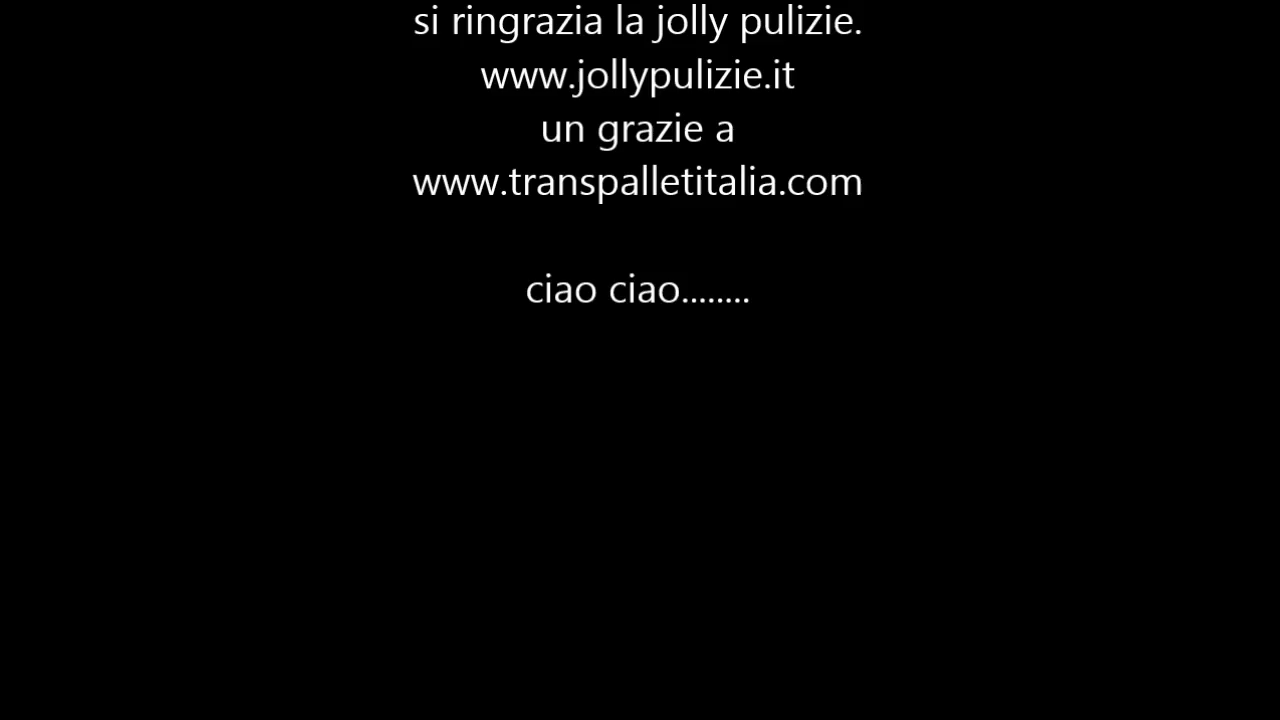 si ringrazia la jolly pulizie.
www.jollypulizie.it
un grazie a
www.transpalletitalia.com
ciao ciao........